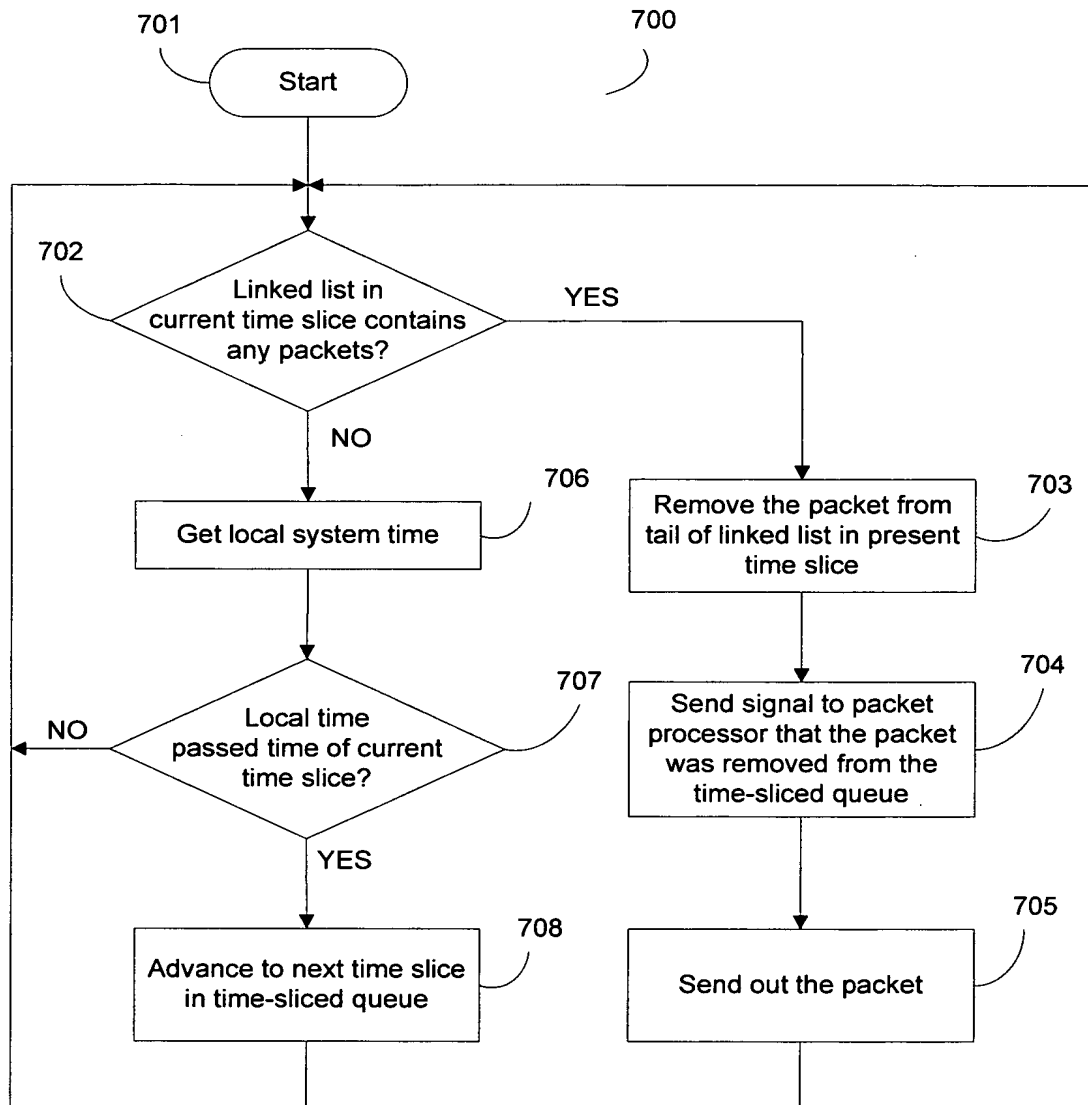 701
700
Start
702
Linked list in
current time slice contains
any packets?
YES
NO
706
Get local system time
703
Remove the packet from
tail of linked list in present
time slice
707
Local time
passed time of current
time slice?
NO
YES
704
Send signal to packet
processor that the packet
was removed from the
time-sliced queue
708
Advance to next time slice
in time-sliced queue
705
Send out the packet